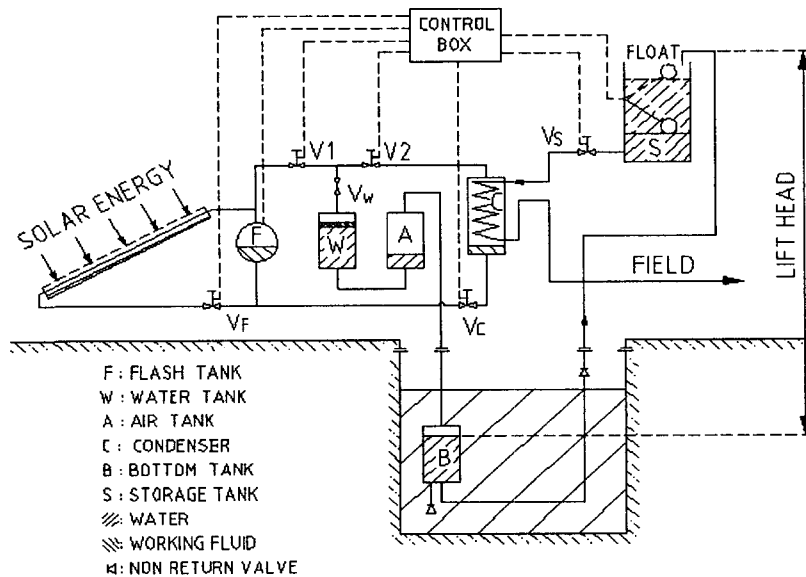 CONTROL
BOX
FLOAT
S
VS
V1
V2
VW
SOLAR ENERGY
F
W
A
C
FIELD
LIFT HEAD
VF
VC
B
F: FLASH TANK
W: WATER TANK
A: AIR TANK
C: CONDENSER
B: BOTTOM TANK
S: STORAGE TANK
: WATER
: WORKING FLUID
: NON RETURN VALVE